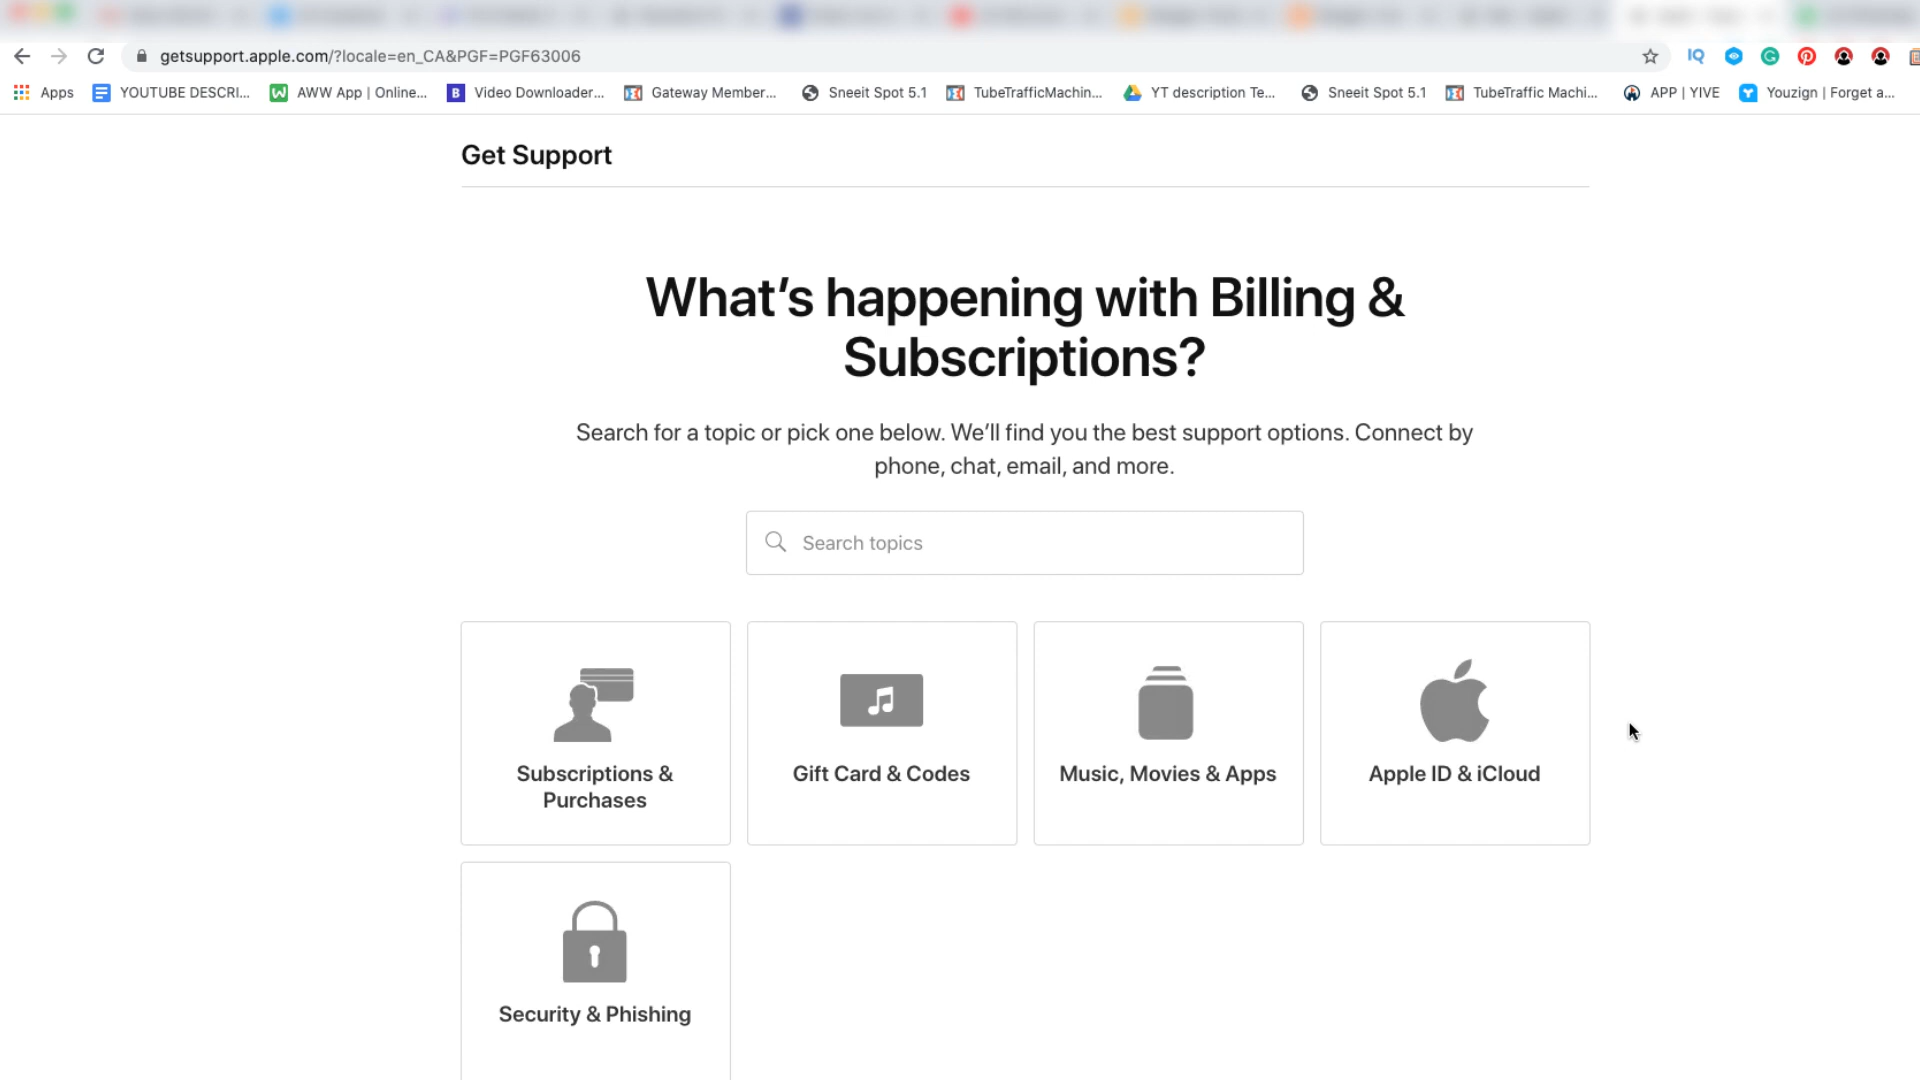 getsupport.apple.com/?locale=en_CA&PGF=PGF63006
IQ
Apps YOUTUBE DESCRI... AWW App | Online... Video Downloader... Gateway Member... Sneeit Spot 5.1 TubeTrafficMachin... YT description Te... Sneeit Spot 5.1 TubeTraffic Machi... APP | YIVE Youzign | Forget a...
Get Support
What's happening with Billing &
Subscriptions?
Search for a topic or pick one below. We'll find you the best support options. Connect by
phone, chat, email, and more.
Search topics
Subscriptions &
Purchases
Gift Card & Codes
Music, Movies & Apps
Apple ID & iCloud
Security & Phishing